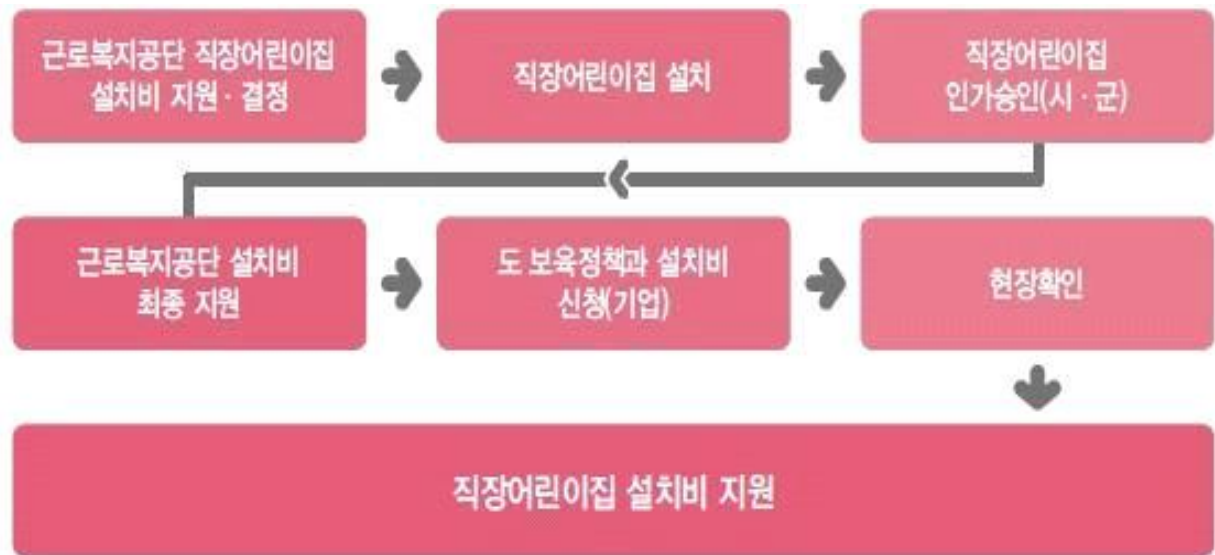 근로복지공단 직장어린이집
설치비 지원 · 결정
직장어린이집 설치
직장어린이집
인가승인(시 · 군)
근로복지공단 설치비
최종 지원
도 보육정책과 설치비
신청(기업)
현장확인
직장어린이집 설치비 지원